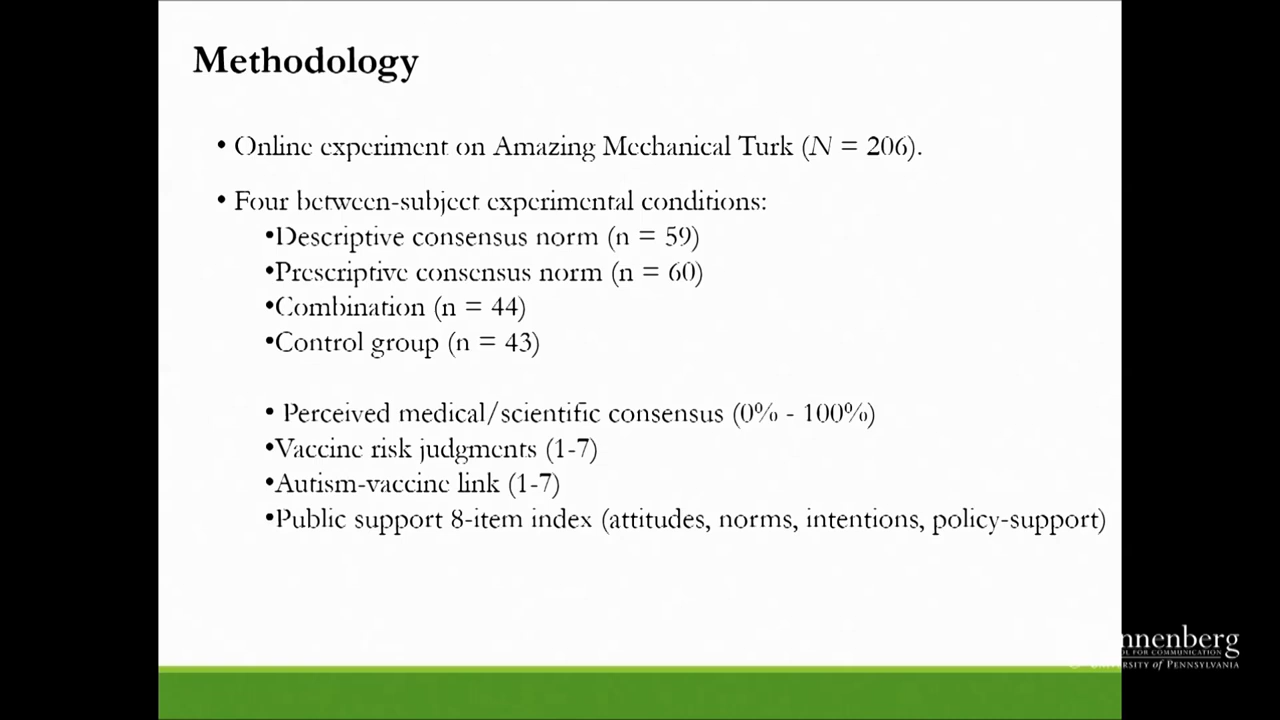 Methodology
• Online experiment on Amazing Mechanical Turk (N = 206).
• Four between-subject experimental conditions:
•Descriptive consensus norm (n = 59)
•Prescriptive consensus norm (n = 60)
•Combination (n = 44)
•Control group (n = 43)
• Perceived medical/scientific consensus (0% - 100%)
•Vaccine risk judgments (1-7)
•Autism-vaccine link (1-7)
•Public support 8-item index (attitudes, norms, intentions, policy-support)
nnenberg
OL FOR COMMUNICATION
UNIVERSITY of PENNSYLVANIA